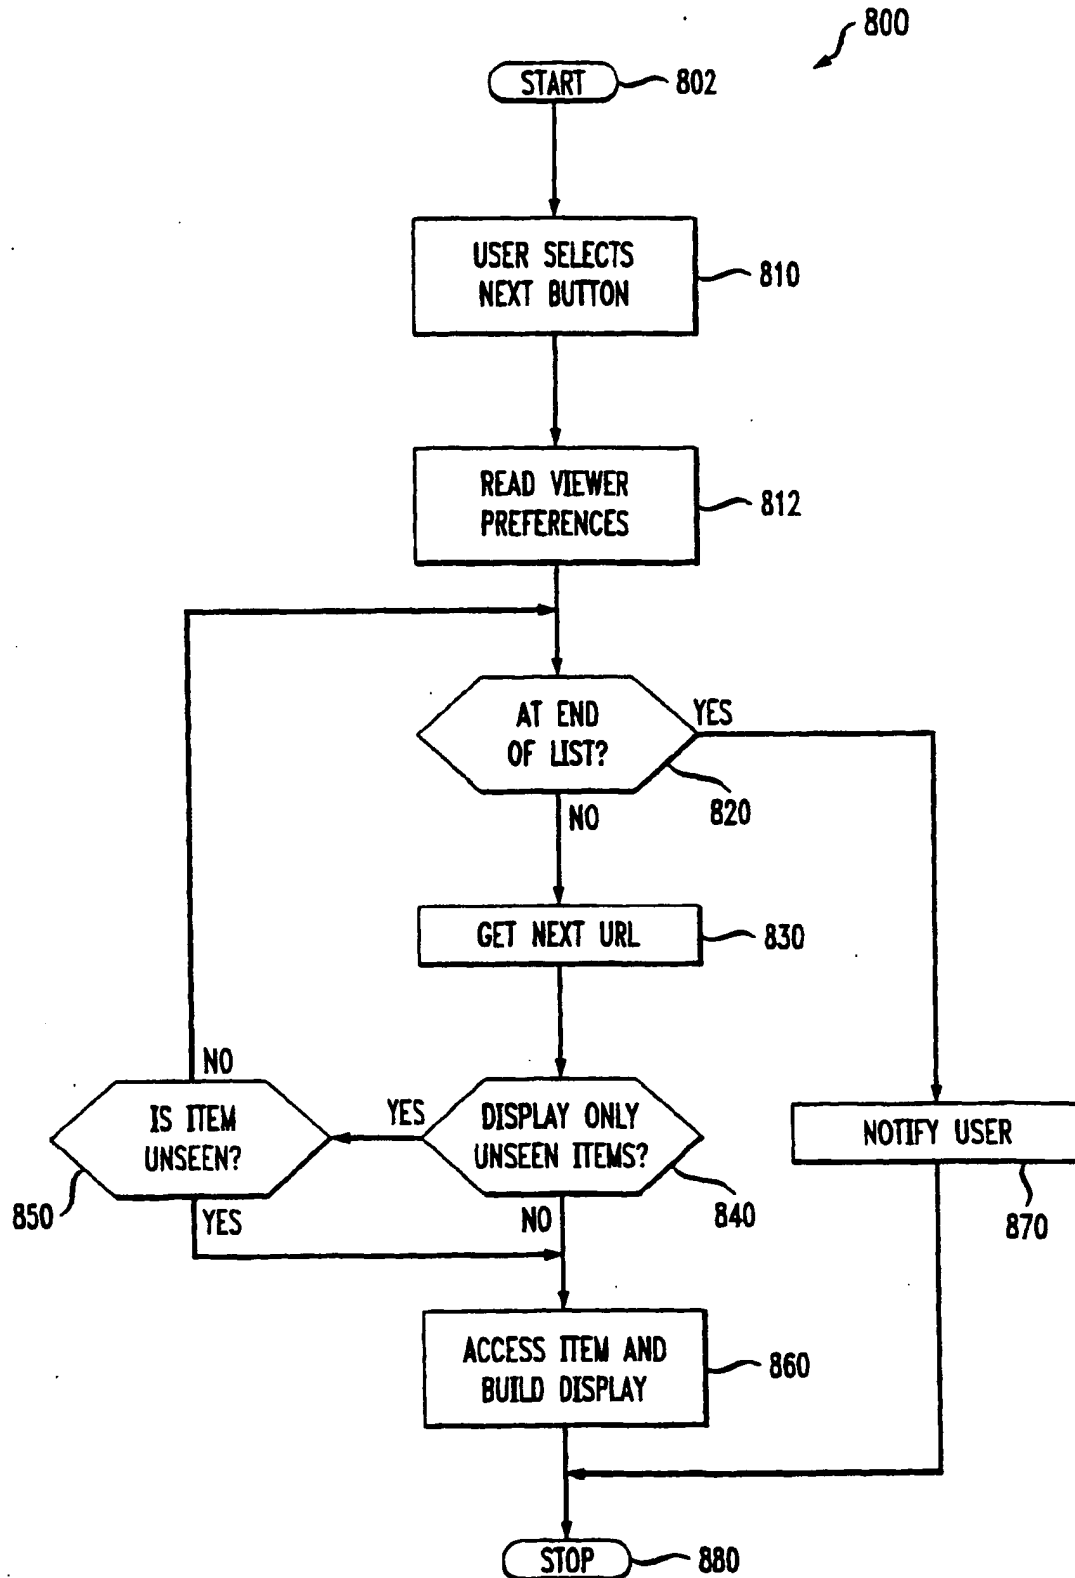 800
START
802
USER SELECTS
NEXT BUTTON
810
READ VIEWER
PREFERENCES
812
AT END
OF LIST?
YES
820
NO
GET NEXT URL
830
NO
IS ITEM
UNSEEN?
850
YES
YES
DISPLAY ONLY
UNSEEN ITEMS?
840
NO
NOTIFY USER
870
ACCESS ITEM AND
BUILD DISPLAY
860
STOP
880